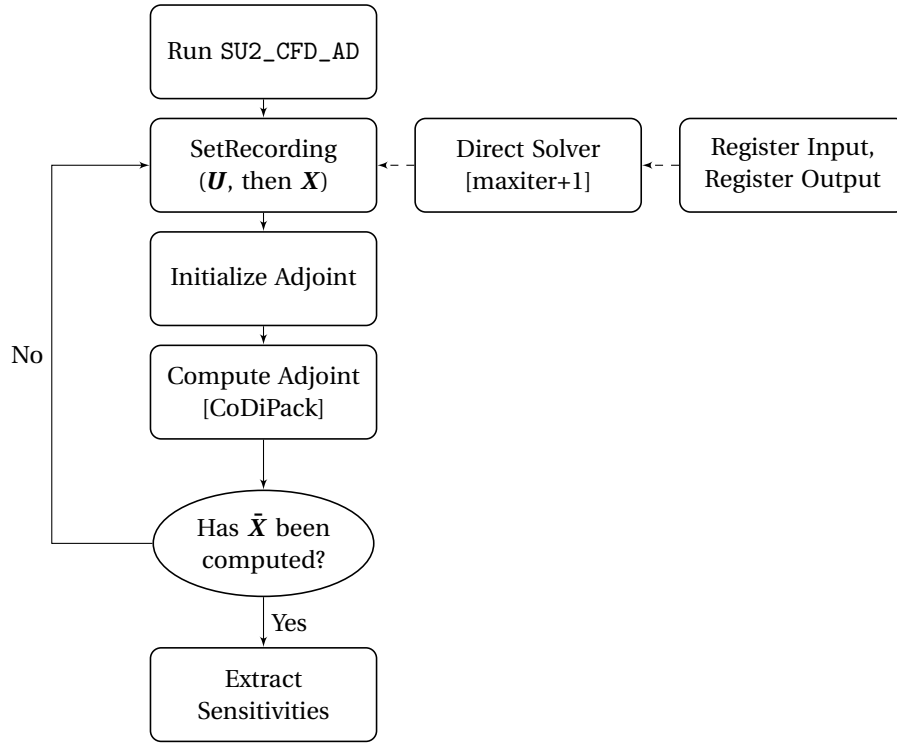 Run SU2_CFD_AD
SetRecording
(U, then X)
Direct Solver
[maxiter+1]
Register Input,
Register Output
Initialize Adjoint
No
Compute Adjoint
[CoDiPack]
Has X̄ been
computed?
Yes
Extract
Sensitivities